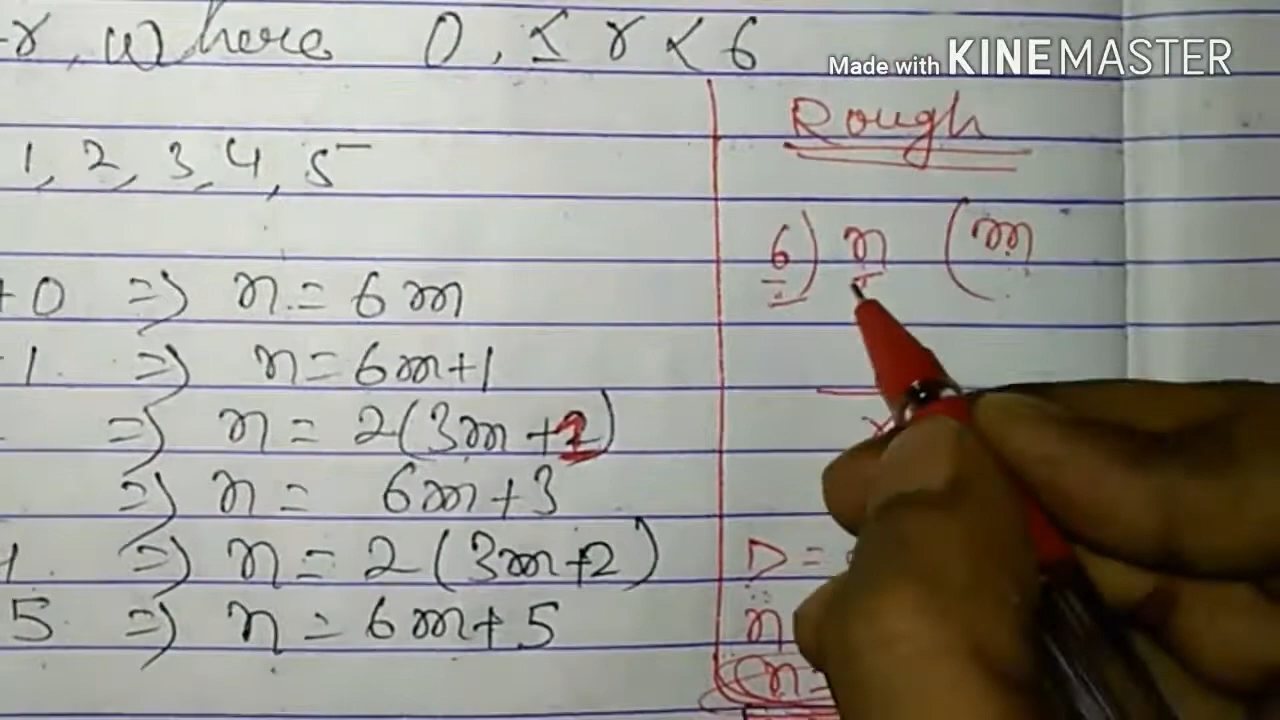 r, where 0, ≤ r < 6
Made with KINEMASTER
1, 2, 3, 4, 5
+0 => n = 6m
1 => n = 6m+1
=> n = 2(3m+1)
=> n = 6m+3
=> n = 2(3m+2)
5 => n = 6m+5
Rough
6) n (m
D =
n
(n =